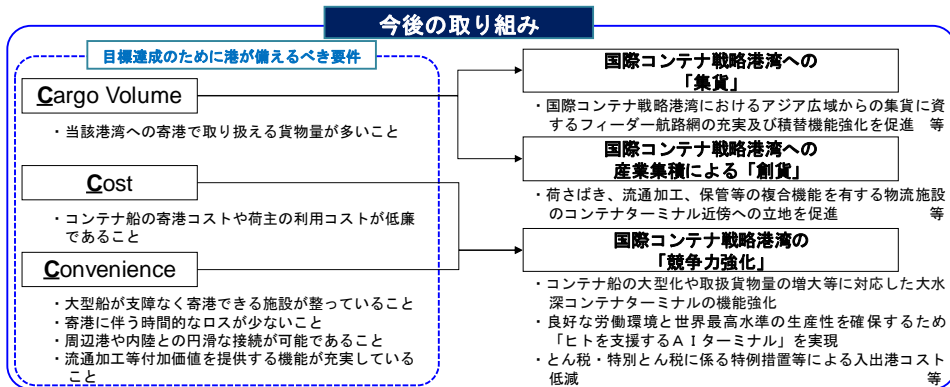 今後の取り組み
目標達成のために港が備えるべき要件
Cargo Volume
・当該港湾への寄港で取り扱える貨物量が多いこと
Cost
・コンテナ船の寄港コストや荷主の利用コストが低廉
であること
Convenience
・大型船が支障なく寄港できる施設が整っていること
・寄港に伴う時間的なロスが少ないこと
・周辺港や内陸との円滑な接続が可能であること
・流通加工等付加価値を提供する機能が充実している
こと
国際コンテナ戦略港湾への
「集貨」
・国際コンテナ戦略港湾におけるアジア広域からの集貨に資
するフィーダー航路網の充実及び積替機能強化を促進 等
国際コンテナ戦略港湾への
産業集積による「創貨」
・荷さばき、流通加工、保管等の複合機能を有する物流施設
のコンテナターミナル近傍への立地を促進 等
国際コンテナ戦略港湾の
「競争力強化」
・コンテナ船の大型化や取扱貨物量の増大等に対応した大水
深コンテナターミナルの機能強化
・良好な労働環境と世界最高水準の生産性を確保するため
「ヒトを支援するＡＩターミナル」を実現
・とん税・特別とん税に係る特例措置等による入出港コスト
低減 等